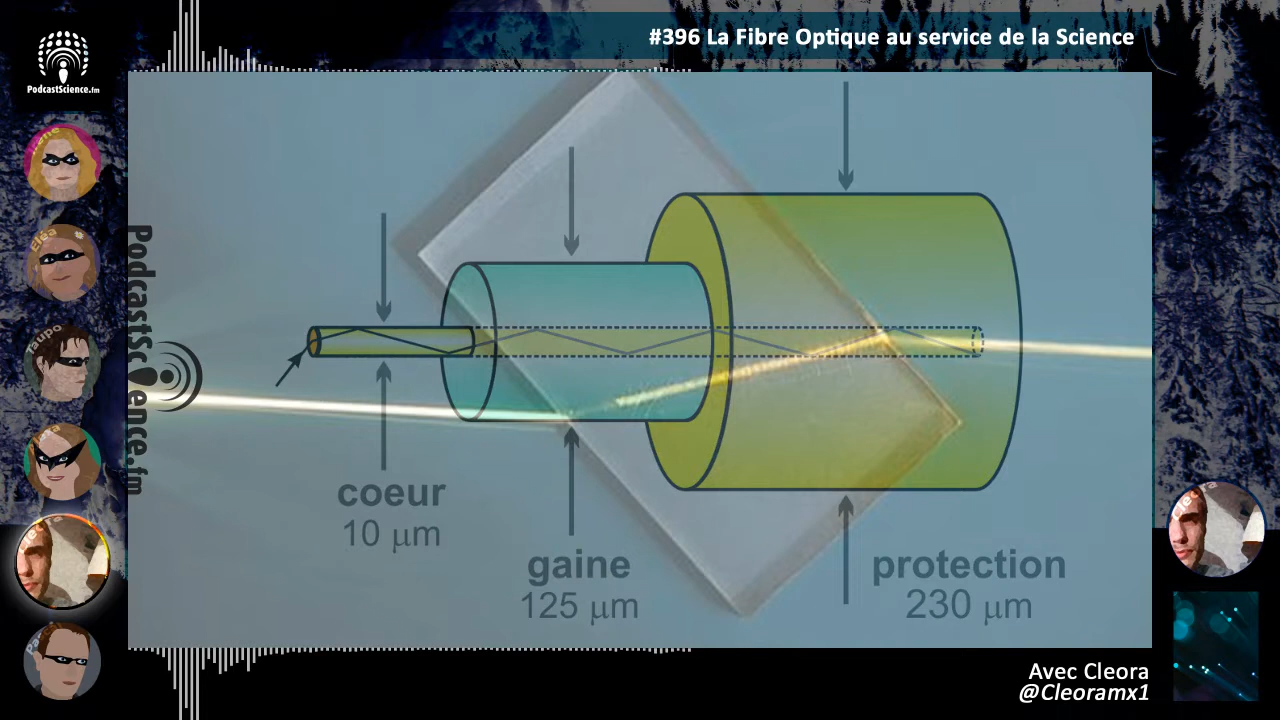 #396 La Fibre Optique au service de la Science
PodcastScience.fm
Elea
PodcastScience.fm
coeur
10 µm
gaine
125 µm
protection
230 µm
Avec Cleora
@Cleoramx1